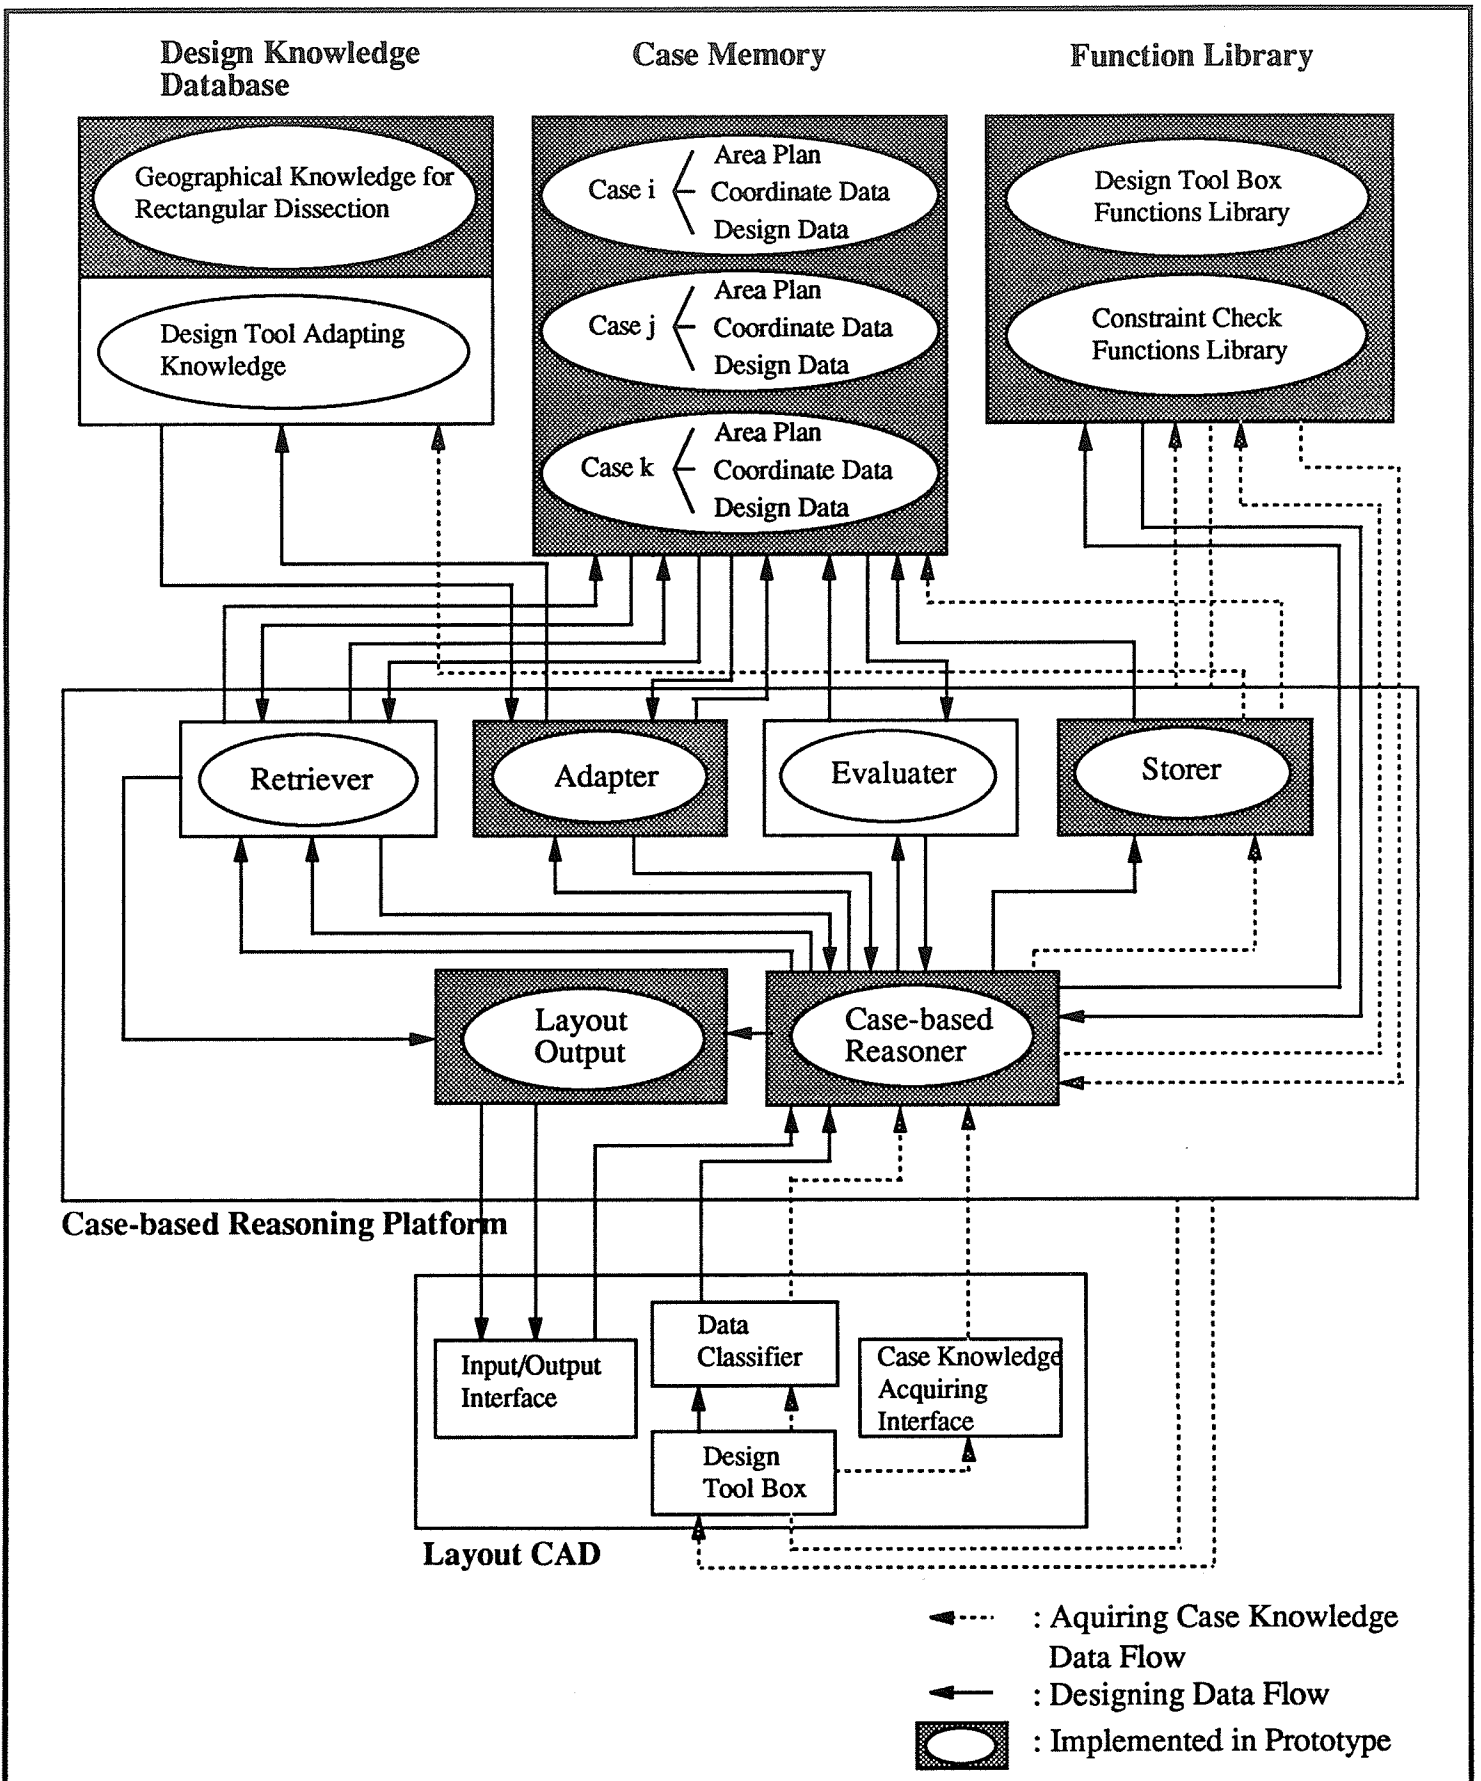 Design Knowledge
Database
Case Memory
Function Library
Geographical Knowledge for
Rectangular Dissection
Design Tool Adapting
Knowledge
Case i
Area Plan
Coordinate Data
Design Data
Case j
Area Plan
Coordinate Data
Design Data
Case k
Area Plan
Coordinate Data
Design Data
Design Tool Box
Functions Library
Constraint Check
Functions Library
Retriever
Adapter
Evaluater
Storer
Layout
Output
Case-based
Reasoner
Case-based Reasoning Platform
Input/Output
Interface
Data
Classifier
Case Knowledge
Acquiring
Interface
Design
Tool Box
Layout CAD
: Aquiring Case Knowledge
Data Flow
: Designing Data Flow
: Implemented in Prototype